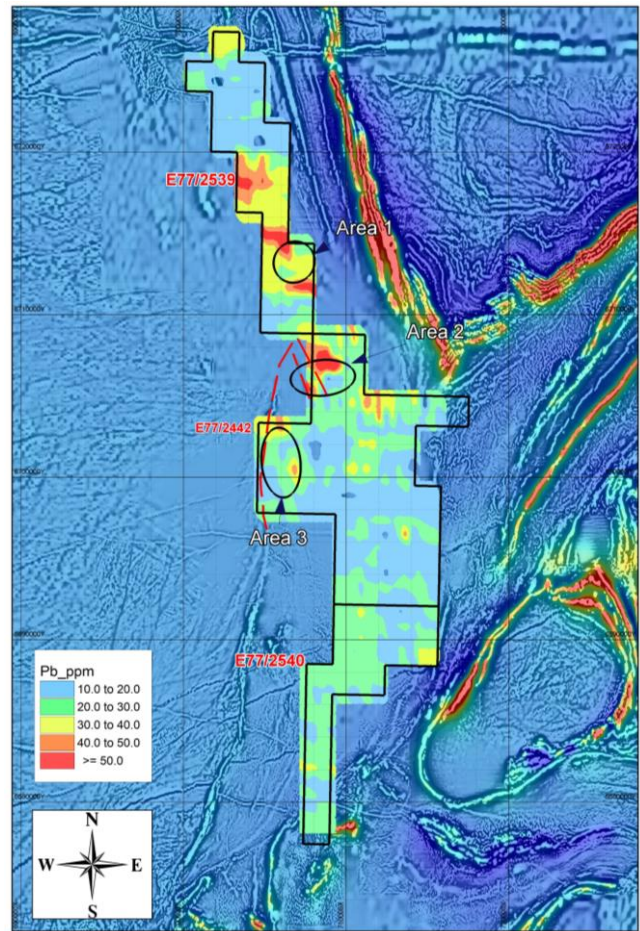 E77/2539
Area 1
Area 2
E77/2442
Area 3
E77/2540
Pb_ppm
10.0 to 20.0
20.0 to 30.0
30.0 to 40.0
40.0 to 50.0
>= 50.0
N
W E
S